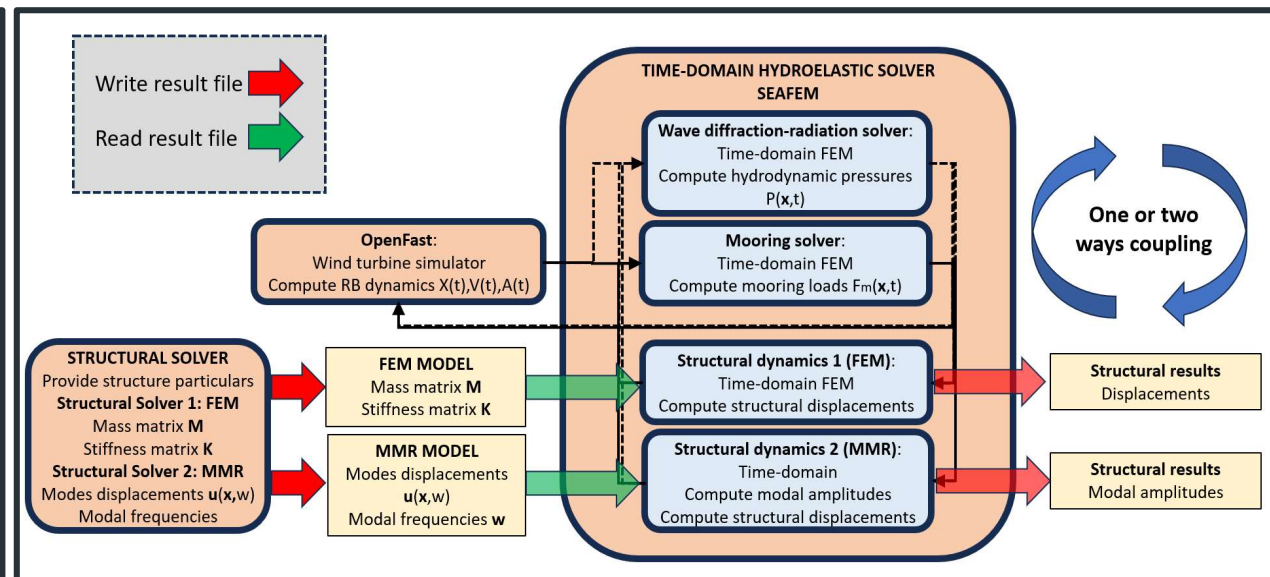 Write result file
Read result file
TIME-DOMAIN HYDROELASTIC SOLVER
SEAFEM
Wave diffraction-radiation solver:
Time-domain FEM
Compute hydrodynamic pressures
P(x,t)
OpenFast:
Wind turbine simulator
Compute RB dynamics X(t),V(t),A(t)
Mooring solver:
Time-domain FEM
Compute mooring loads Fm(x,t)
One or two
ways coupling
STRUCTURAL SOLVER
Provide structure particulars
Structural Solver 1: FEM
Mass matrix M
Stiffness matrix K
Structural Solver 2: MMR
Modes displacements u(x,w)
Modal frequencies
FEM MODEL
Mass matrix M
Stiffness matrix K
MMR MODEL
Modes displacements
u(x,w)
Modal frequencies w
Structural dynamics 1 (FEM):
Time-domain FEM
Compute structural displacements
Structural dynamics 2 (MMR):
Time-domain
Compute modal amplitudes
Compute structural displacements
Structural results
Displacements
Structural results
Modal amplitudes